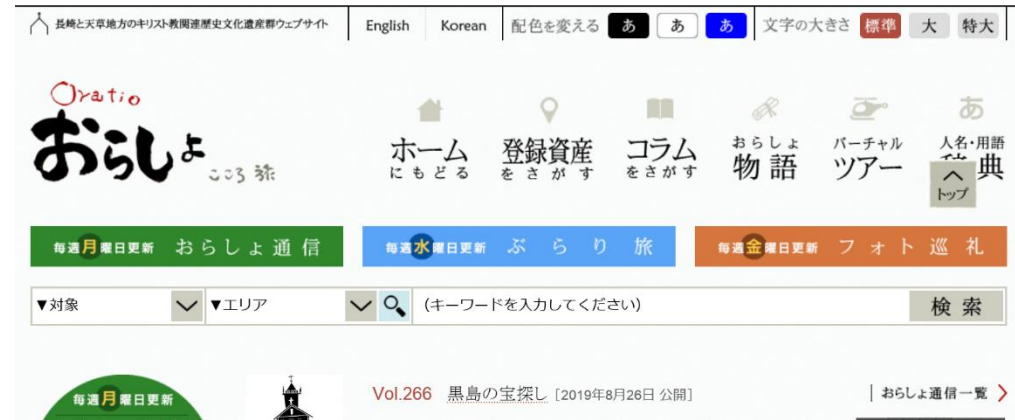 長崎と天草地方のキリスト教関連歴史文化遺産群ウェブサイト
English Korean 配色を変える あ あ あ 文字の大きさ 標準 大 特大
Oratio
おらしょ
こころ旅
ホーム
にもどる
登録資産
をさがす
コラム
をさがす
おらしょ
物語
バーチャル
ツアー
あ
人名・用語
典
トップ
毎週月曜日更新 おらしょ通信
毎週水曜日更新 ぶらり旅
毎週金曜日更新 フォト巡礼
▼対象 ▼エリア (キーワードを入力してください) 検索
毎週月曜日更新
Vol.266 黒島の宝探し [2019年8月26日 公開]
おらしょ通信一覧